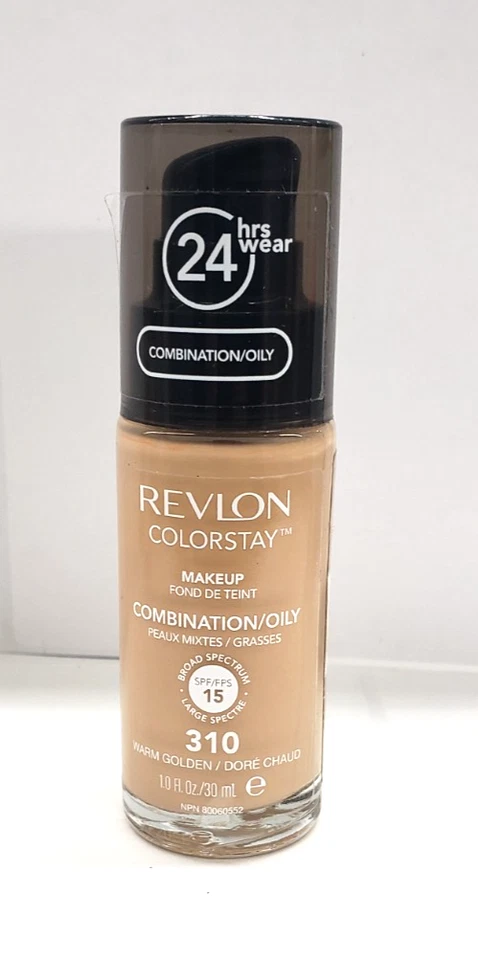 24 hrs
wear
COMBINATION/OILY
REVLON
COLORSTAY™
MAKEUP
FOND DE TEINT
COMBINATION/OILY
PEAUX MIXTES / GRASSES
BROAD SPECTRUM
SPF/FPS
15
• LARGE SPECTRE •
310
WARM GOLDEN / DORÉ CHAUD
1.0 Fl. Oz./30 mL ℮
NPN 80060552